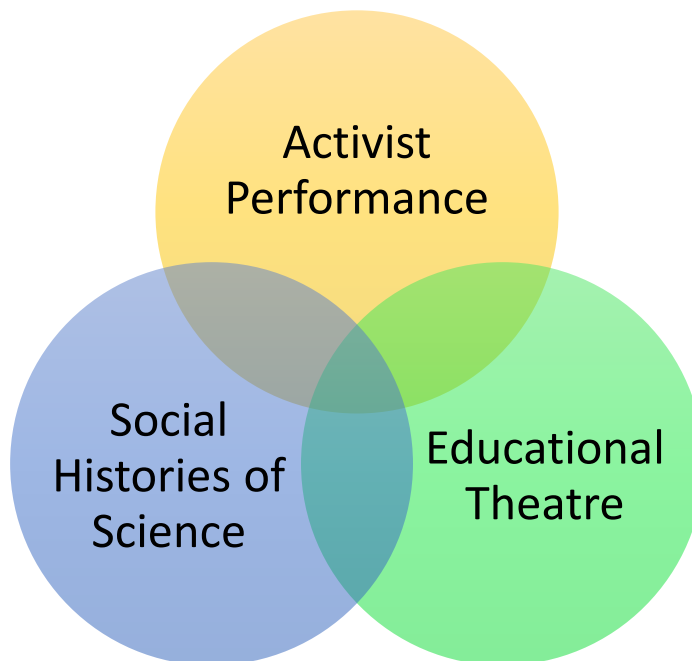 Activist
Performance
Social
Histories of
Science
Educational
Theatre